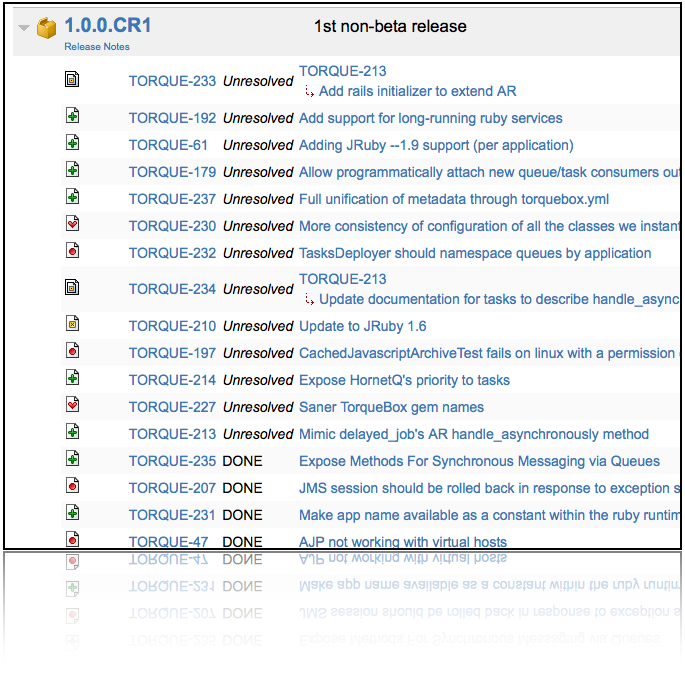 1.0.0.CR1 1st non-beta release
Release Notes
TORQUE-213
TORQUE-233 Unresolved
Add rails initializer to extend AR
TORQUE-192 Unresolved Add support for long-running ruby services
TORQUE-61 Unresolved Adding JRuby --1.9 support (per application)
TORQUE-179 Unresolved Allow programmatically attach new queue/task consumers ou
TORQUE-237 Unresolved Full unification of metadata through torquebox.yml
TORQUE-230 Unresolved More consistency of configuration of all the classes we instant
TORQUE-232 Unresolved TasksDeployer should namespace queues by application
TORQUE-213
TORQUE-234 Unresolved
Update documentation for tasks to describe handle_async
TORQUE-210 Unresolved Update to JRuby 1.6
TORQUE-197 Unresolved CachedJavascriptArchiveTest fails on linux with a permission
TORQUE-214 Unresolved Expose HornetQ's priority to tasks
TORQUE-227 Unresolved Saner TorqueBox gem names
TORQUE-213 Unresolved Mimic delayed_job's AR handle_asynchronously method
TORQUE-235 DONE Expose Methods For Synchronous Messaging via Queues
TORQUE-207 DONE JMS session should be rolled back in response to exception s
TORQUE-231 DONE Make app name available as a constant within the ruby runtim
TORQUE-47 DONE AJP not working with virtual hosts